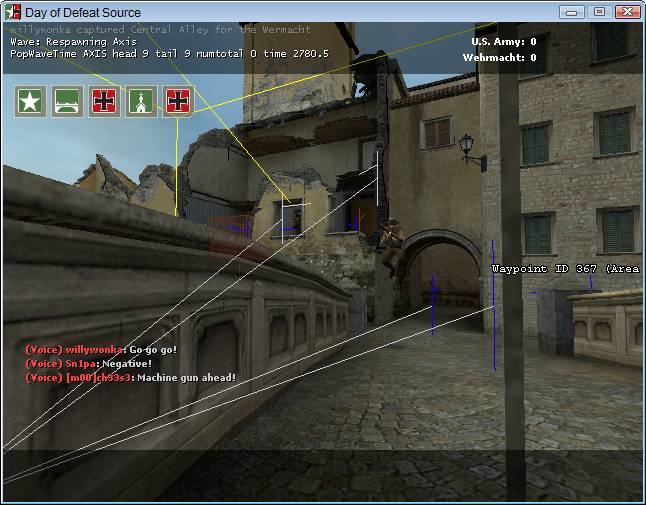 Day of Defeat Source
willywonka captured Central Alley for the Wermacht
Wave: Respawning Axis
PopWaveTime AXIS head 9 tail 9 numtotal 0 time 2780.5
U.S. Army: 0
Wehrmacht: 0
Waypoint ID 367 (Area
(Voice) willywonka: Go go go!
(Voice) Sn1pa: Negative!
(Voice) [m00]ch33s3: Machine gun ahead!